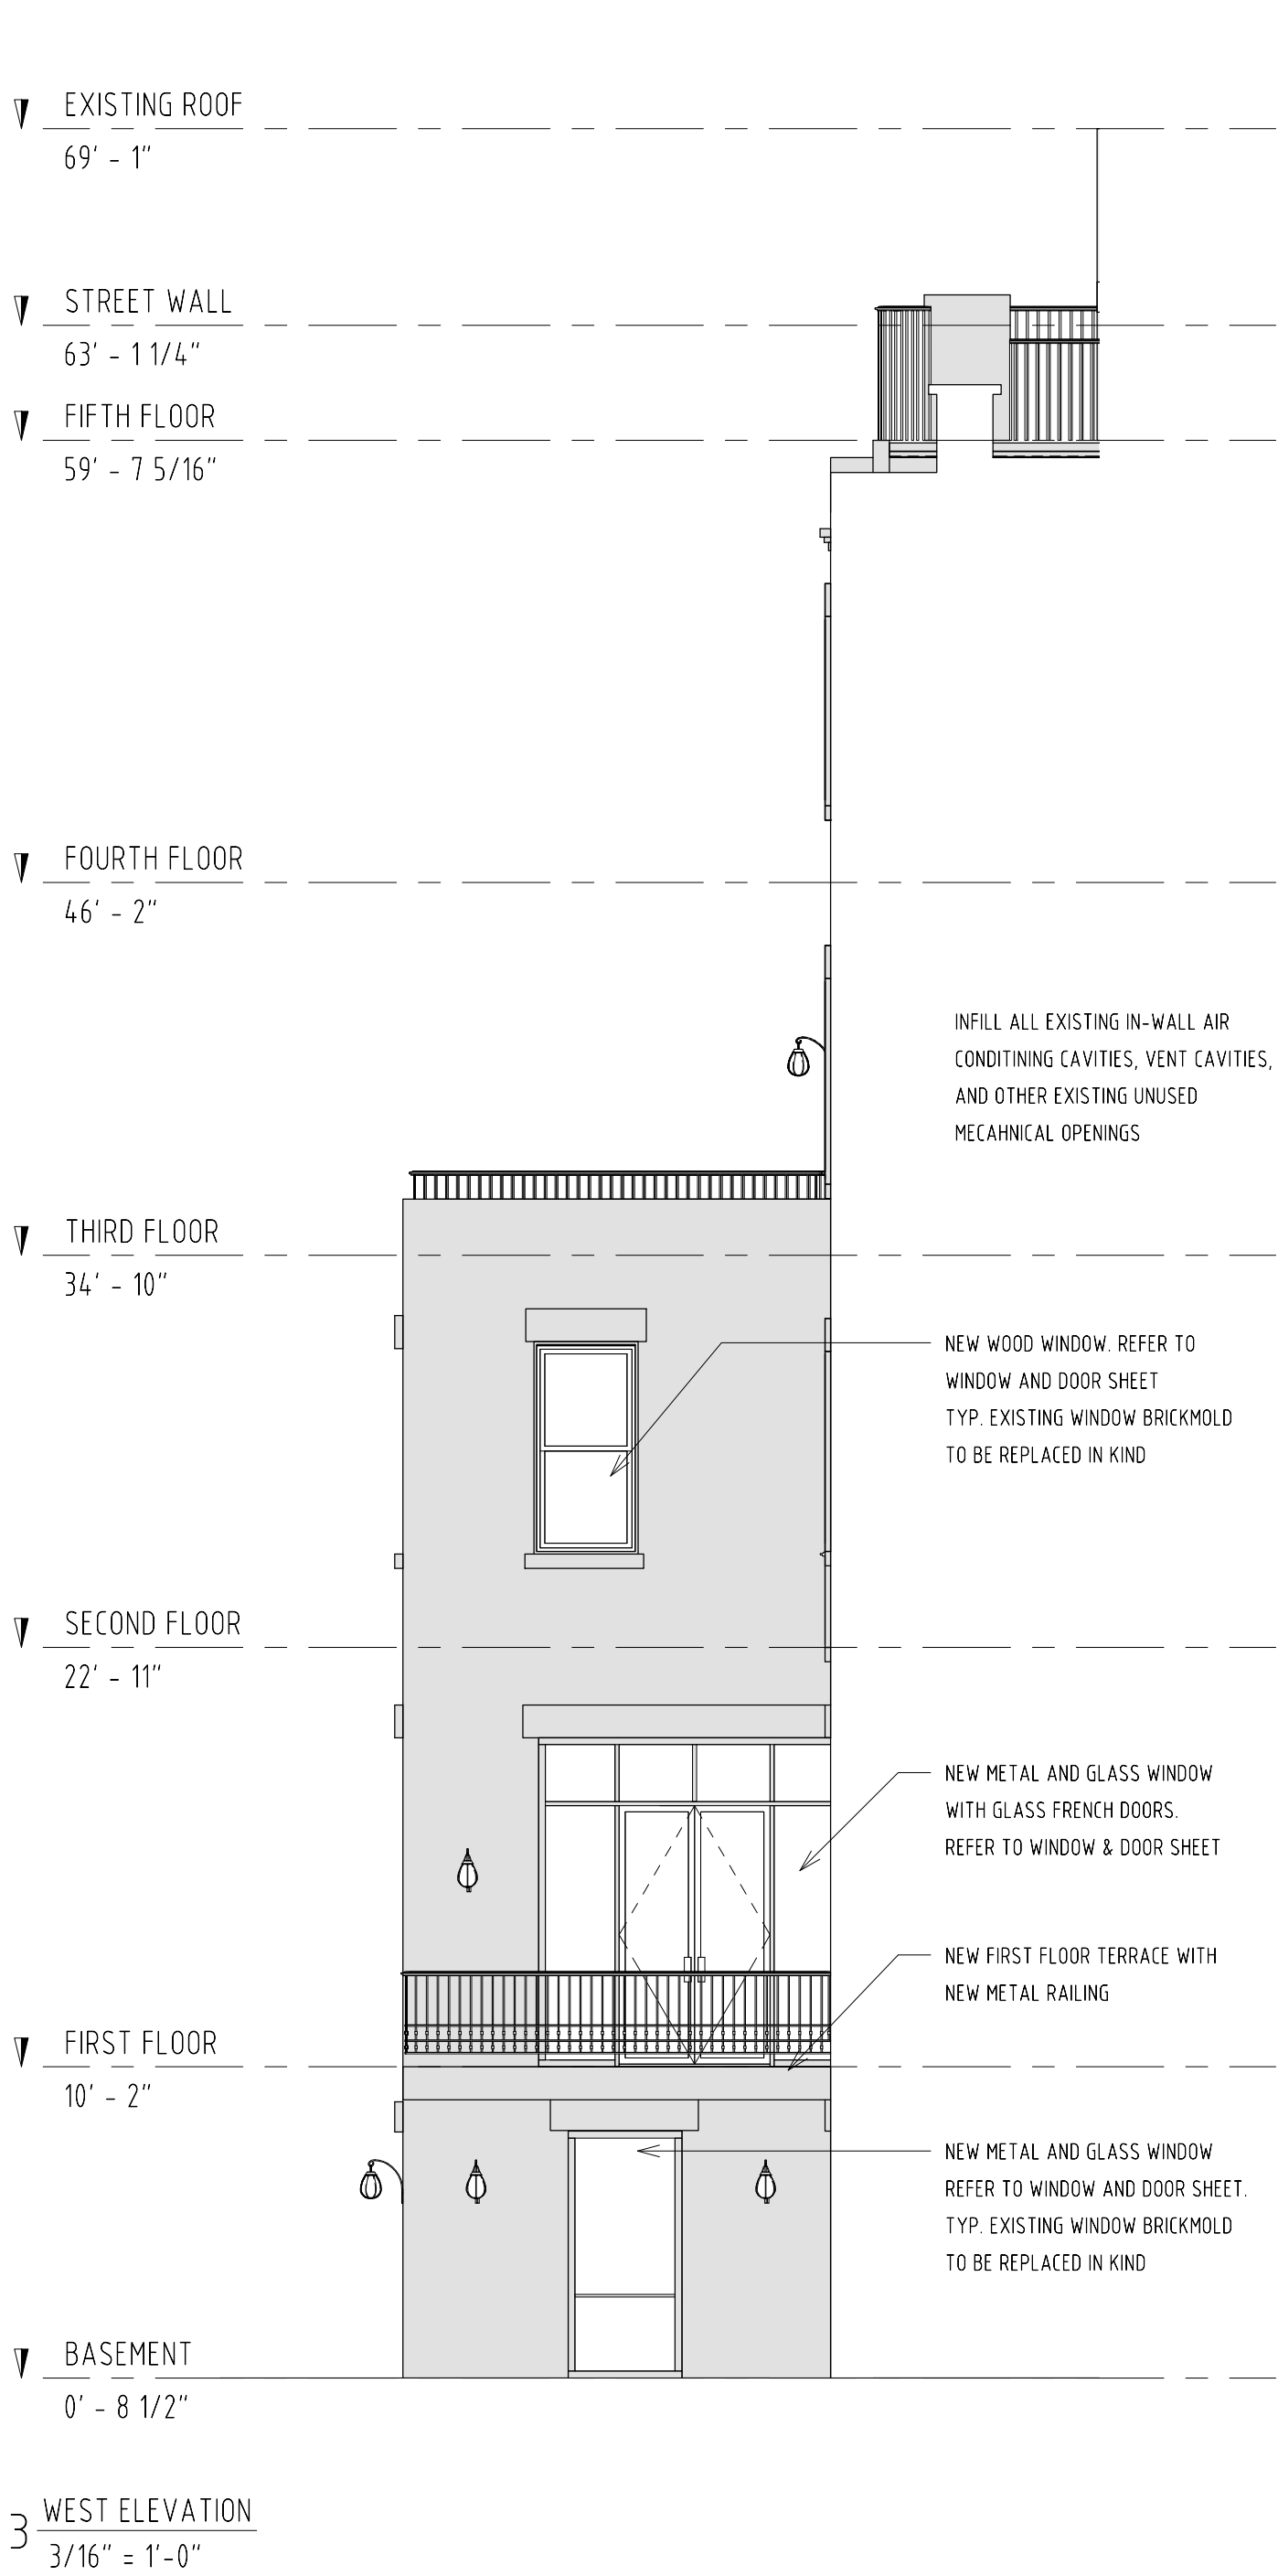 EXISTING ROOF
69' - 1"
STREET WALL
63' - 1 1/4"
FIFTH FLOOR
59' - 7 5/16"
FOURTH FLOOR
46' - 2"
INFILL ALL EXISTING IN-WALL AIR
CONDITINING CAVITIES, VENT CAVITIES,
AND OTHER EXISTING UNUSED
MECAHNICAL OPENINGS
THIRD FLOOR
34' - 10"
NEW WOOD WINDOW. REFER TO
WINDOW AND DOOR SHEET
TYP. EXISTING WINDOW BRICKMOLD
TO BE REPLACED IN KIND
SECOND FLOOR
22' - 11"
NEW METAL AND GLASS WINDOW
WITH GLASS FRENCH DOORS.
REFER TO WINDOW & DOOR SHEET
NEW FIRST FLOOR TERRACE WITH
NEW METAL RAILING
FIRST FLOOR
10' - 2"
NEW METAL AND GLASS WINDOW
REFER TO WINDOW AND DOOR SHEET.
TYP. EXISTING WINDOW BRICKMOLD
TO BE REPLACED IN KIND
BASEMENT
0' - 8 1/2"
3 WEST ELEVATION
3/16" = 1'-0"